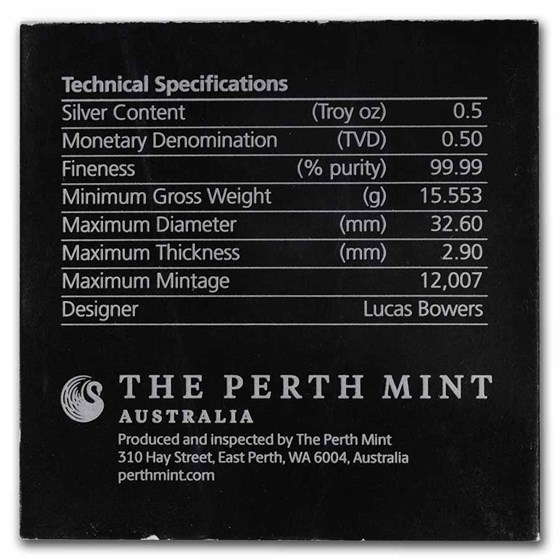 Technical Specifications
Silver Content (Troy oz) 0.5
Monetary Denomination (TVD) 0.50
Fineness (% purity) 99.99
Minimum Gross Weight (g) 15.553
Maximum Diameter (mm) 32.60
Maximum Thickness (mm) 2.90
Maximum Mintage 12,007
Designer Lucas Bowers
THE PERTH MINT
AUSTRALIA
Produced and inspected by The Perth Mint
310 Hay Street, East Perth, WA 6004, Australia
perthmint.com